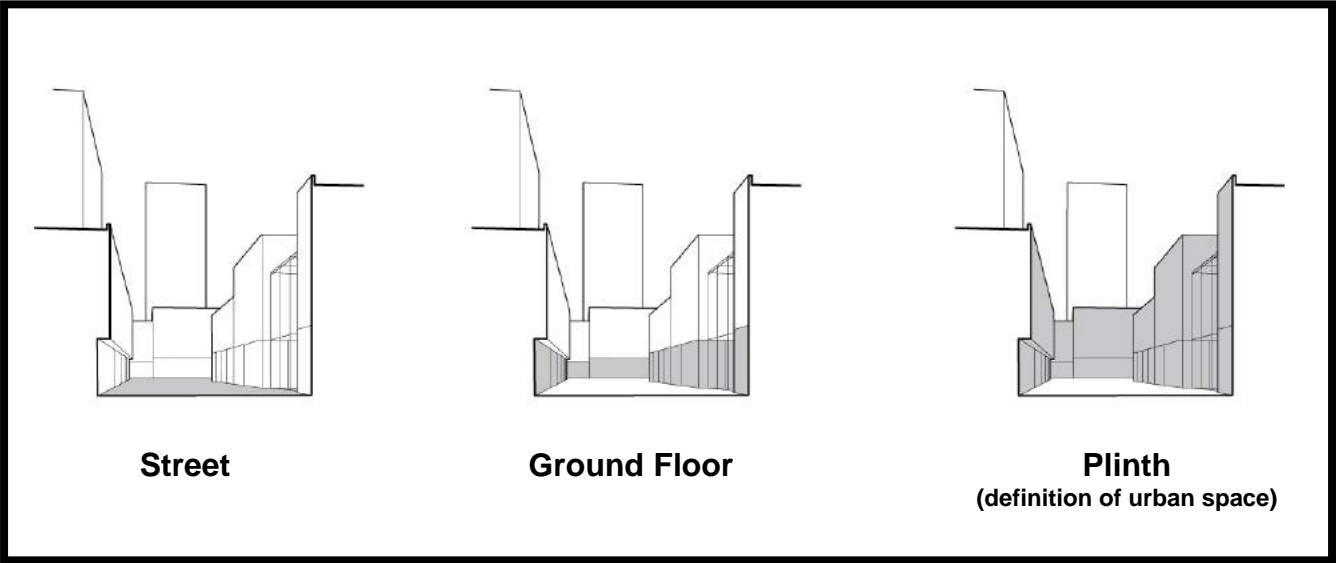 Street
Ground Floor
Plinth
(definition of urban space)